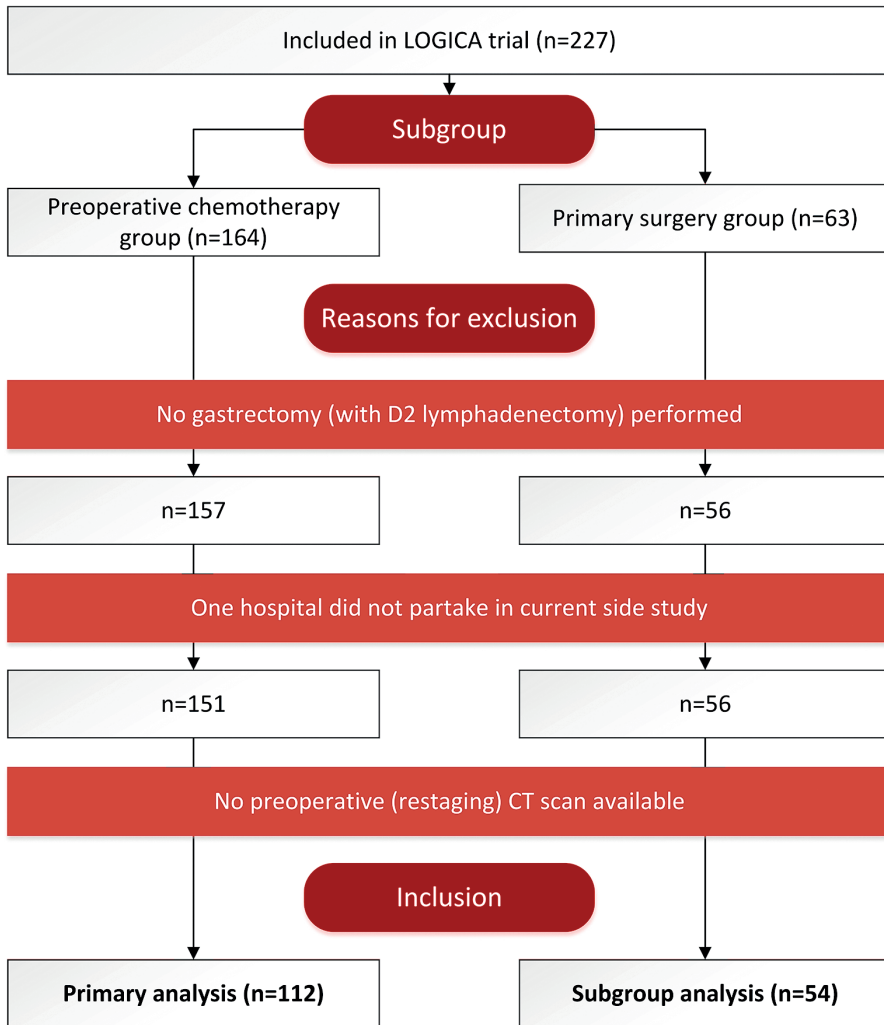 Included in LOGICA trial (n=227)
Subgroup
Preoperative chemotherapy
group (n=164)
Primary surgery group (n=63)
Reasons for exclusion
No gastrectomy (with D2 lymphadenectomy) performed
n=157
n=56
One hospital did not partake in current side study
n=151
n=56
No preoperative (restaging) CT scan available
Inclusion
Primary analysis (n=112)
Subgroup analysis (n=54)